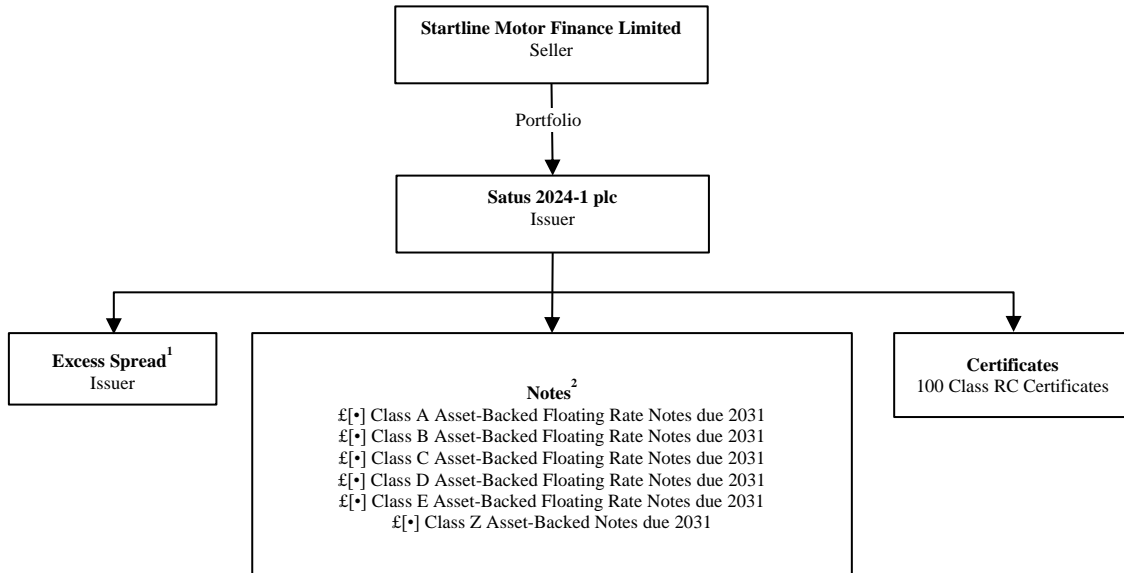 Startline Motor Finance Limited
Seller
Portfolio
Satus 2024-1 plc
Issuer
Excess Spread¹
Issuer
Notes²
£[•] Class A Asset-Backed Floating Rate Notes due 2031
£[•] Class B Asset-Backed Floating Rate Notes due 2031
£[•] Class C Asset-Backed Floating Rate Notes due 2031
£[•] Class D Asset-Backed Floating Rate Notes due 2031
£[•] Class E Asset-Backed Floating Rate Notes due 2031
£[•] Class Z Asset-Backed Notes due 2031
Certificates
100 Class RC Certificates